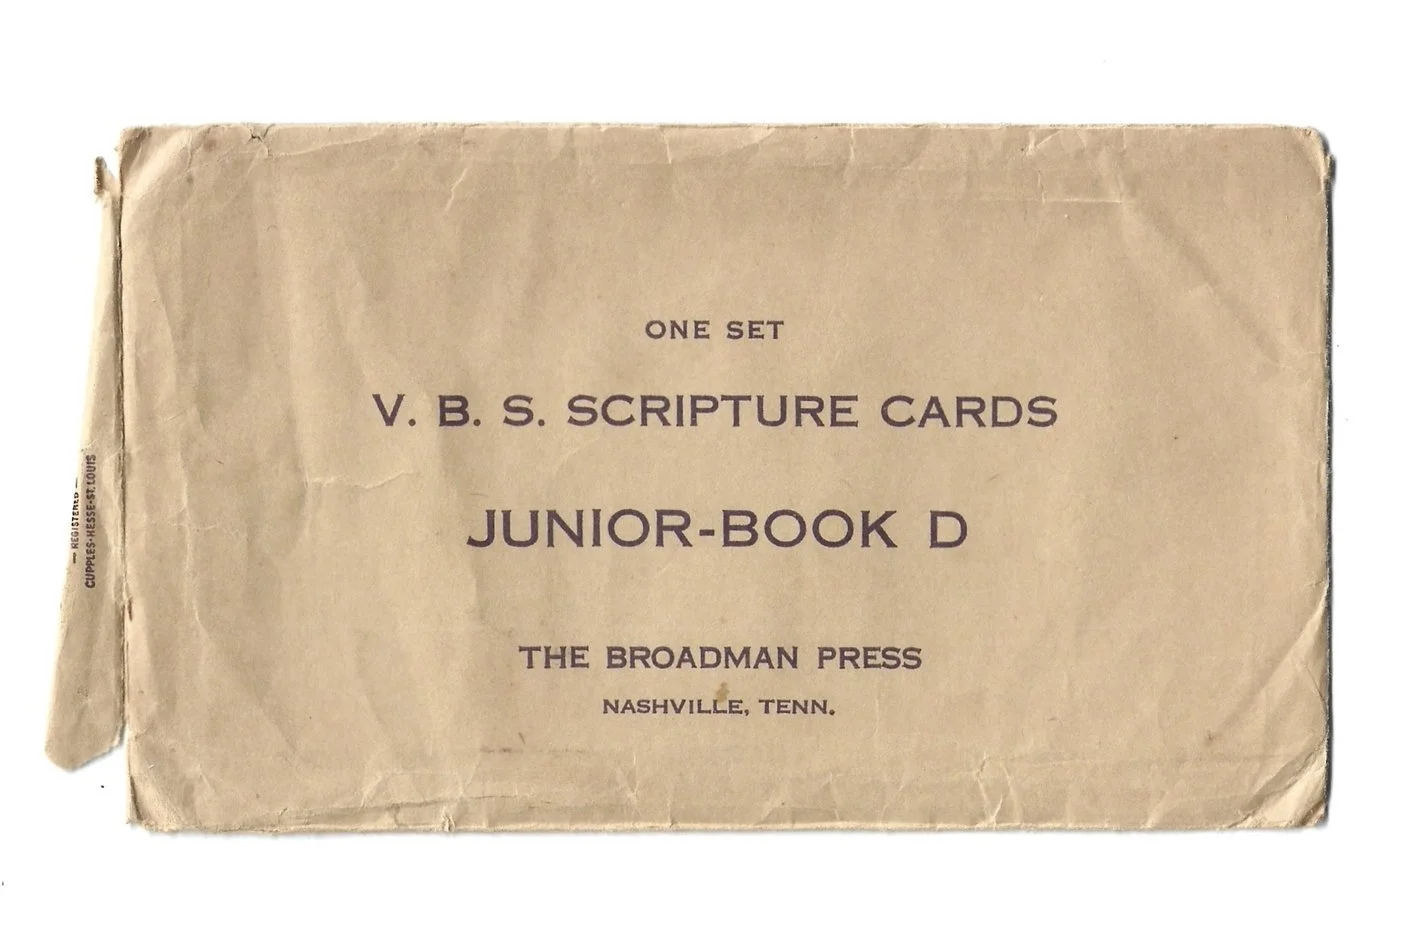 ONE SET
V. B. S. SCRIPTURE CARDS
JUNIOR-BOOK D
THE BROADMAN PRESS
NASHVILLE, TENN.
— REGISTERED —
CUPPLES-HESSE-ST. LOUIS